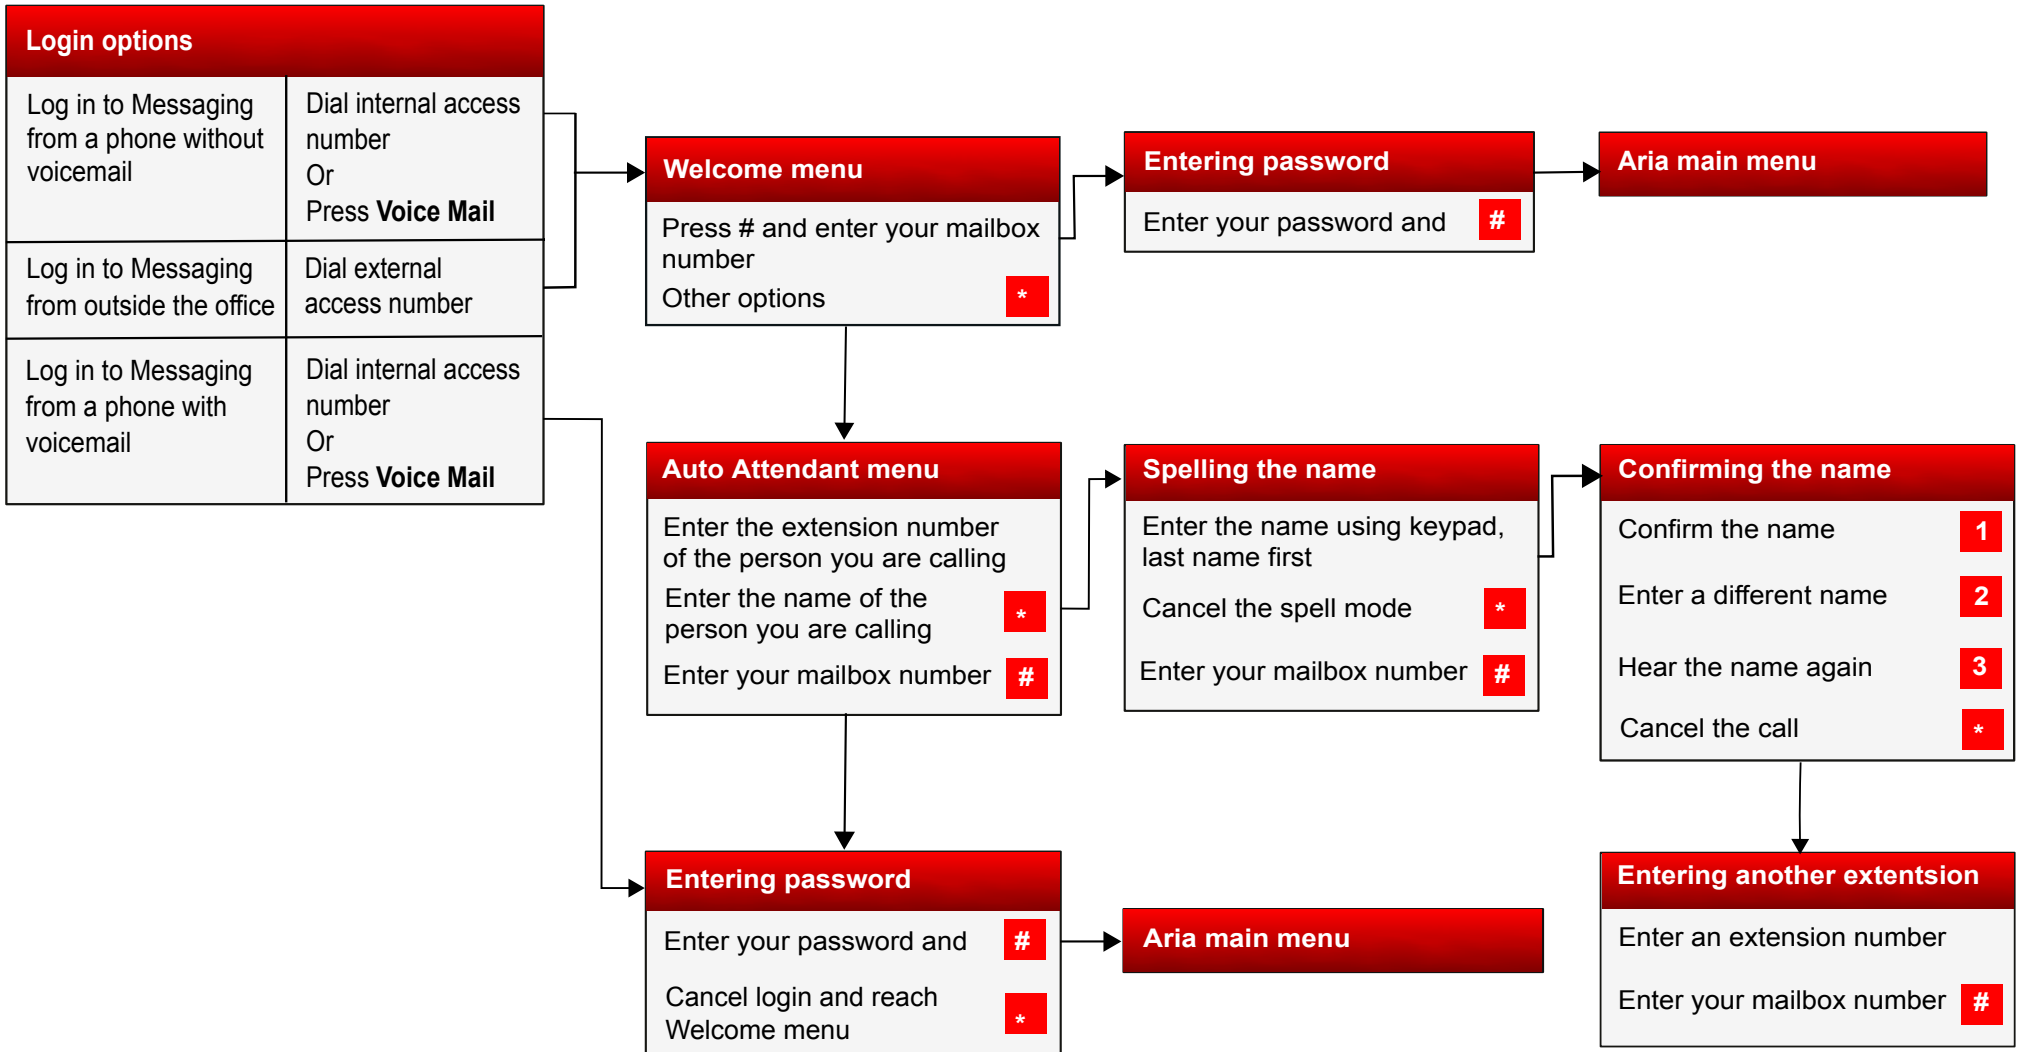 Login options
Log in to Messaging
from a phone without
voicemail
Dial internal access
number
Or
Press Voice Mail
Log in to Messaging
from outside the office
Dial external
access number
Log in to Messaging
from a phone with
voicemail
Dial internal access
number
Or
Press Voice Mail
Welcome menu
Press # and enter your mailbox
number
Other options *
Entering password
Enter your password and #
Aria main menu
Auto Attendant menu
Enter the extension number
of the person you are calling
Enter the name of the
person you are calling *
Enter your mailbox number #
Spelling the name
Enter the name using keypad,
last name first
Cancel the spell mode *
Enter your mailbox number #
Confirming the name
Confirm the name 1
Enter a different name 2
Hear the name again 3
Cancel the call *
Entering password
Enter your password and #
Cancel login and reach
Welcome menu *
Aria main menu
Entering another extentsion
Enter an extension number
Enter your mailbox number #